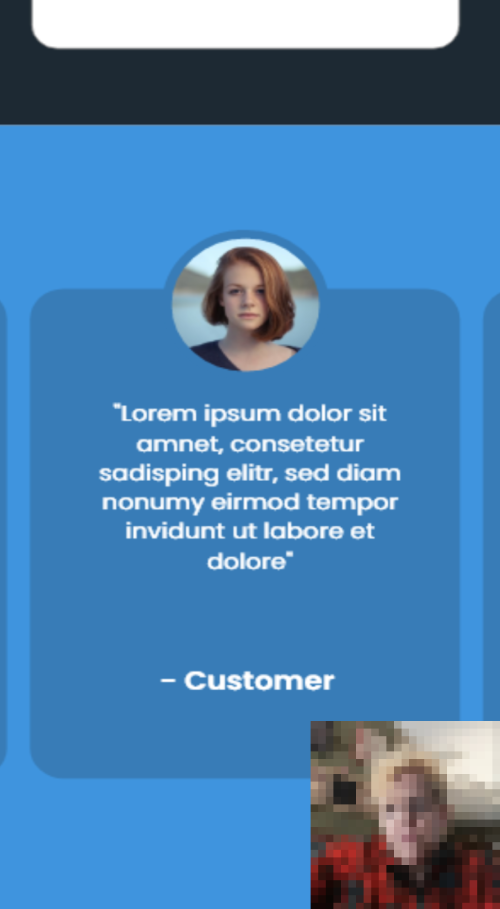 "Lorem ipsum dolor sit
amnet, consetetur
sadisping elitr, sed diam
nonumy eirmod tempor
invidunt ut labore et
dolore"
- Customer